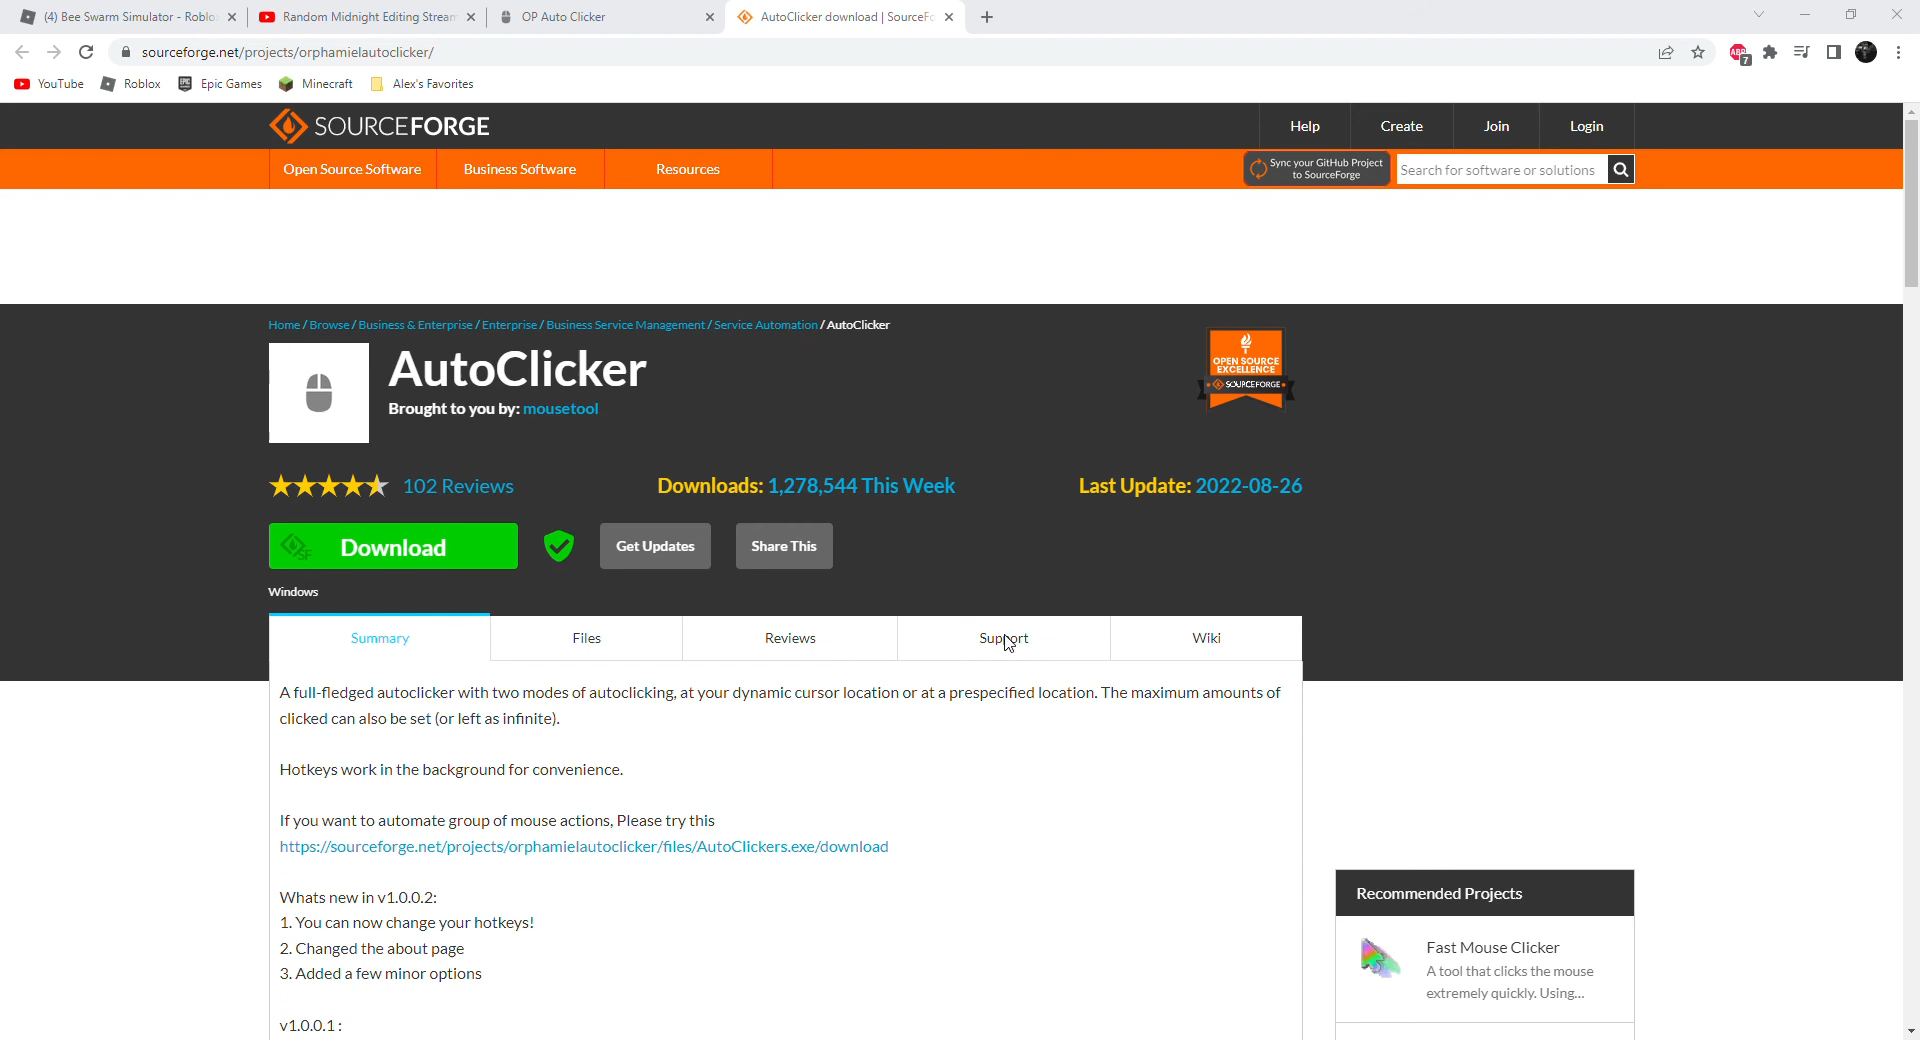 (4) Bee Swarm Simulator - Roblo
Random Midnight Editing Stream
OP Auto Clicker
AutoClicker download | SourceFo
sourceforge.net/projects/orphamielautoclicker/
ABP
7
YouTube
Roblox
EPIC
Epic Games
Minecraft
Alex's Favorites
SOURCEFORGE
Help
Create
Join
Login
Open Source Software
Business Software
Resources
Sync your GitHub Project
to SourceForge
Search for software or solutions
Home / Browse / Business & Enterprise / Enterprise / Business Service Management / Service Automation / AutoClicker
AutoClicker
Brought to you by: mousetool
OPEN SOURCE
EXCELLENCE
SOURCEFORGE
102 Reviews
Downloads: 1,278,544 This Week
Last Update: 2022-08-26
SF
Download
Get Updates
Share This
Windows
Summary
Files
Reviews
Support
Wiki
A full-fledged autoclicker with two modes of autoclicking, at your dynamic cursor location or at a prespecified location. The maximum amounts of
clicked can also be set (or left as infinite).
Hotkeys work in the background for convenience.
If you want to automate group of mouse actions, Please try this
https://sourceforge.net/projects/orphamielautoclicker/files/AutoClickers.exe/download
Whats new in v1.0.0.2:
1. You can now change your hotkeys!
2. Changed the about page
3. Added a few minor options
v1.0.0.1 :
Recommended Projects
Fast Mouse Clicker
A tool that clicks the mouse
extremely quickly. Using...